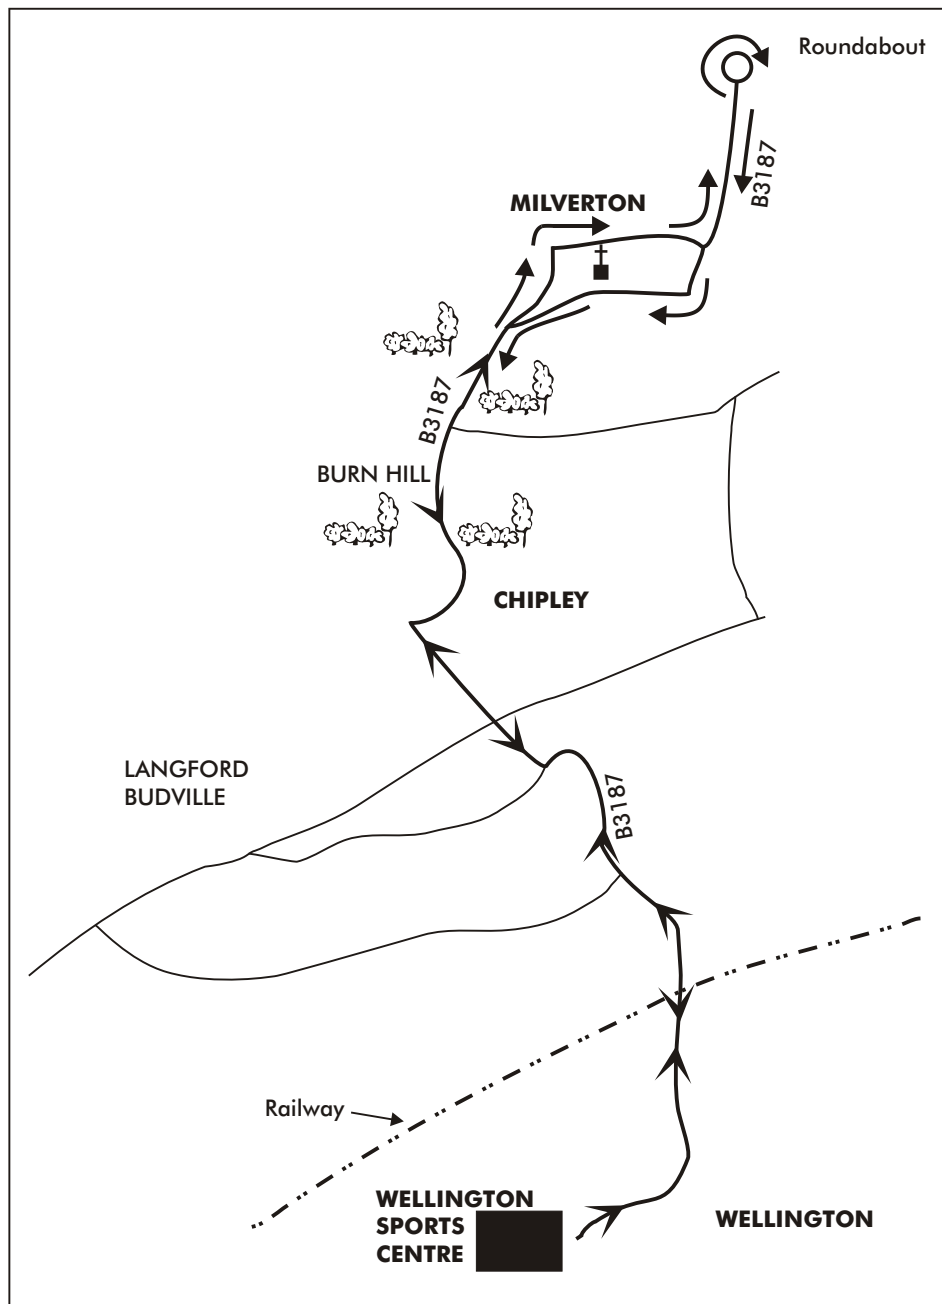 Roundabout
B3187
MILVERTON
B3187
BURN HILL
CHIPLEY
LANGFORD
BUDVILLE
B3187
Railway
WELLINGTON
SPORTS
CENTRE
WELLINGTON